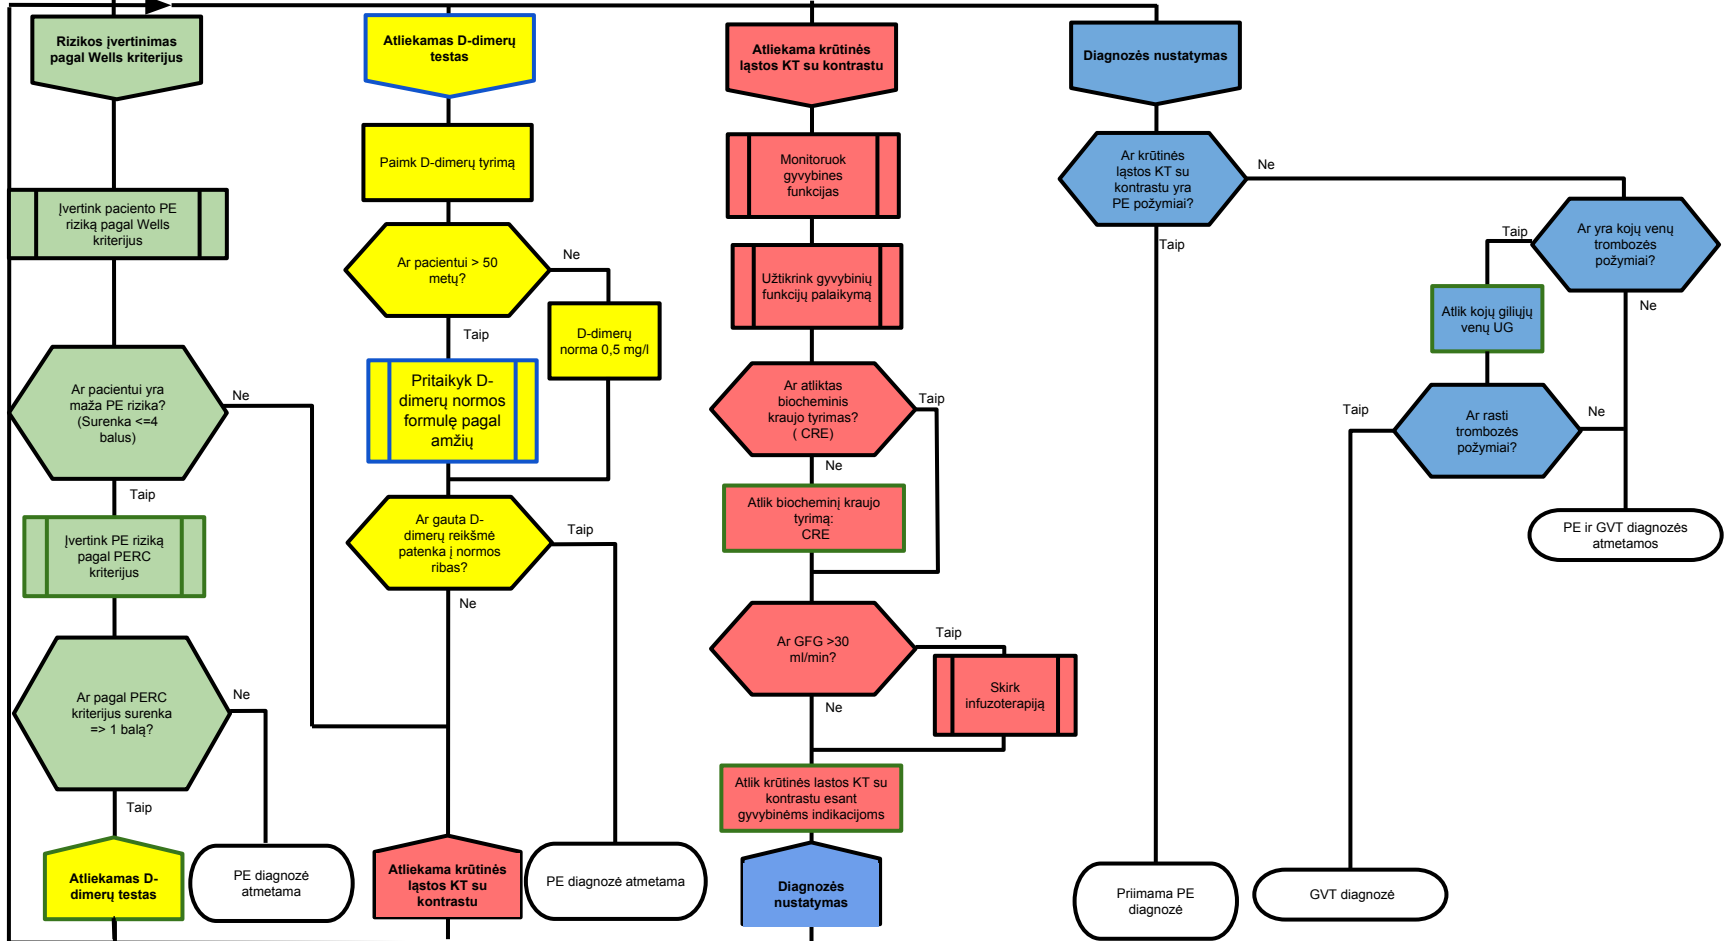 Rizikos įvertinimas
pagal Wells kriterijus
Įvertink paciento PE
riziką pagal Wells
kriterijus
Ar pacientui yra
maža PE rizika?
(Surenka <=4
balus)
Ne
Taip
Įvertink PE riziką
pagal PERC
kriterijus
Ar pagal PERC
kriterijus surenka
=> 1 balą?
Ne
Taip
Atliekamas D-
dimerų testas
PE diagnozė
atmetama
Atliekamas D-dimerų
testas
Paimk D-dimerų tyrimą
Ar pacientui > 50
metų?
Ne
Taip
D-dimerų
norma 0,5 mg/l
Pritaikyk D-
dimerų normos
formulę pagal
amžių
Ar gauta D-
dimerų reikšmė
patenka į normos
ribas?
Taip
Ne
Atliekama krūtinės
ląstos KT su
kontrastu
PE diagnozė atmetama
Atliekama krūtinės
ląstos KT su kontrastu
Monitoruok
gyvybines
funkcijas
Užtikrink gyvybinių
funkcijų palaikymą
Ar atliktas
biocheminis
kraujo tyrimas?
( CRE)
Taip
Ne
Atlik biocheminį kraujo
tyrimą:
CRE
Ar GFG >30
ml/min?
Taip
Ne
Skirk
infuzoterapiją
Atlik krūtinės lastos KT su
kontrastu esant
gyvybinėms indikacijoms
Diagnozės
nustatymas
Diagnozės nustatymas
Ar krūtinės
ląstos KT su
kontrastu yra
PE požymiai?
Ne
Taip
Ar yra kojų venų
trombozės
požymiai?
Taip
Ne
Atlik kojų giliųjų
venų UG
Ar rasti
trombozės
požymiai?
Taip
Ne
PE ir GVT diagnozės
atmetamos
Priimama PE
diagnozė
GVT diagnozė